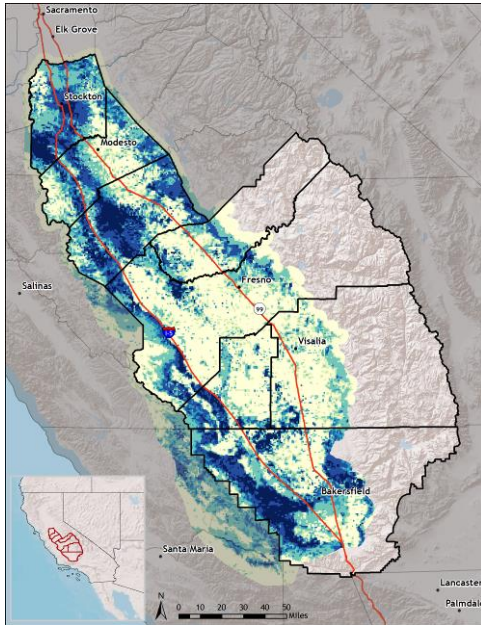 Sacramento
Elk Grove
Stockton
Modesto
Salinas
Fresno
99
Visalia
Bakersfield
Santa Maria
Lancaster
Palmdale
N
0 10 20 30 40 50
Miles